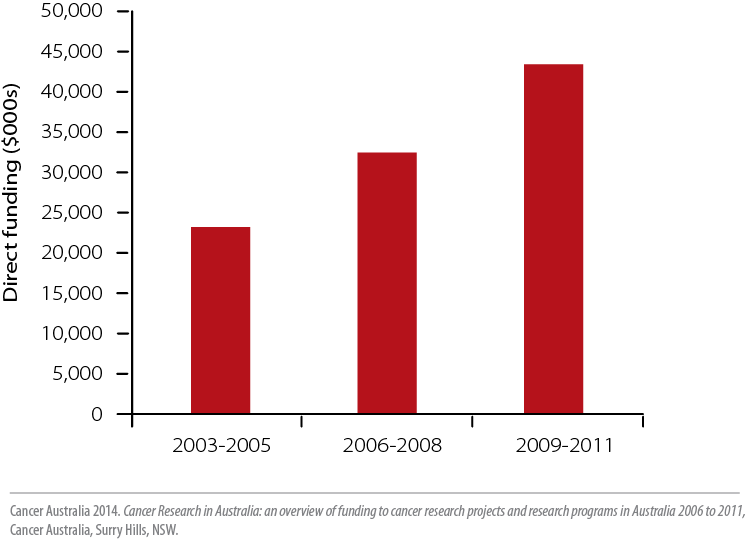 50,000
45,000
40,000
35,000
30,000
25,000
20,000
15,000
10,000
5,000
0
Direct funding ($000s)
2003-2005 2006-2008 2009-2011
Cancer Australia 2014. Cancer Research in Australia: an overview of funding to cancer research projects and research programs in Australia 2006 to 2011,
Cancer Australia, Surry Hills, NSW.